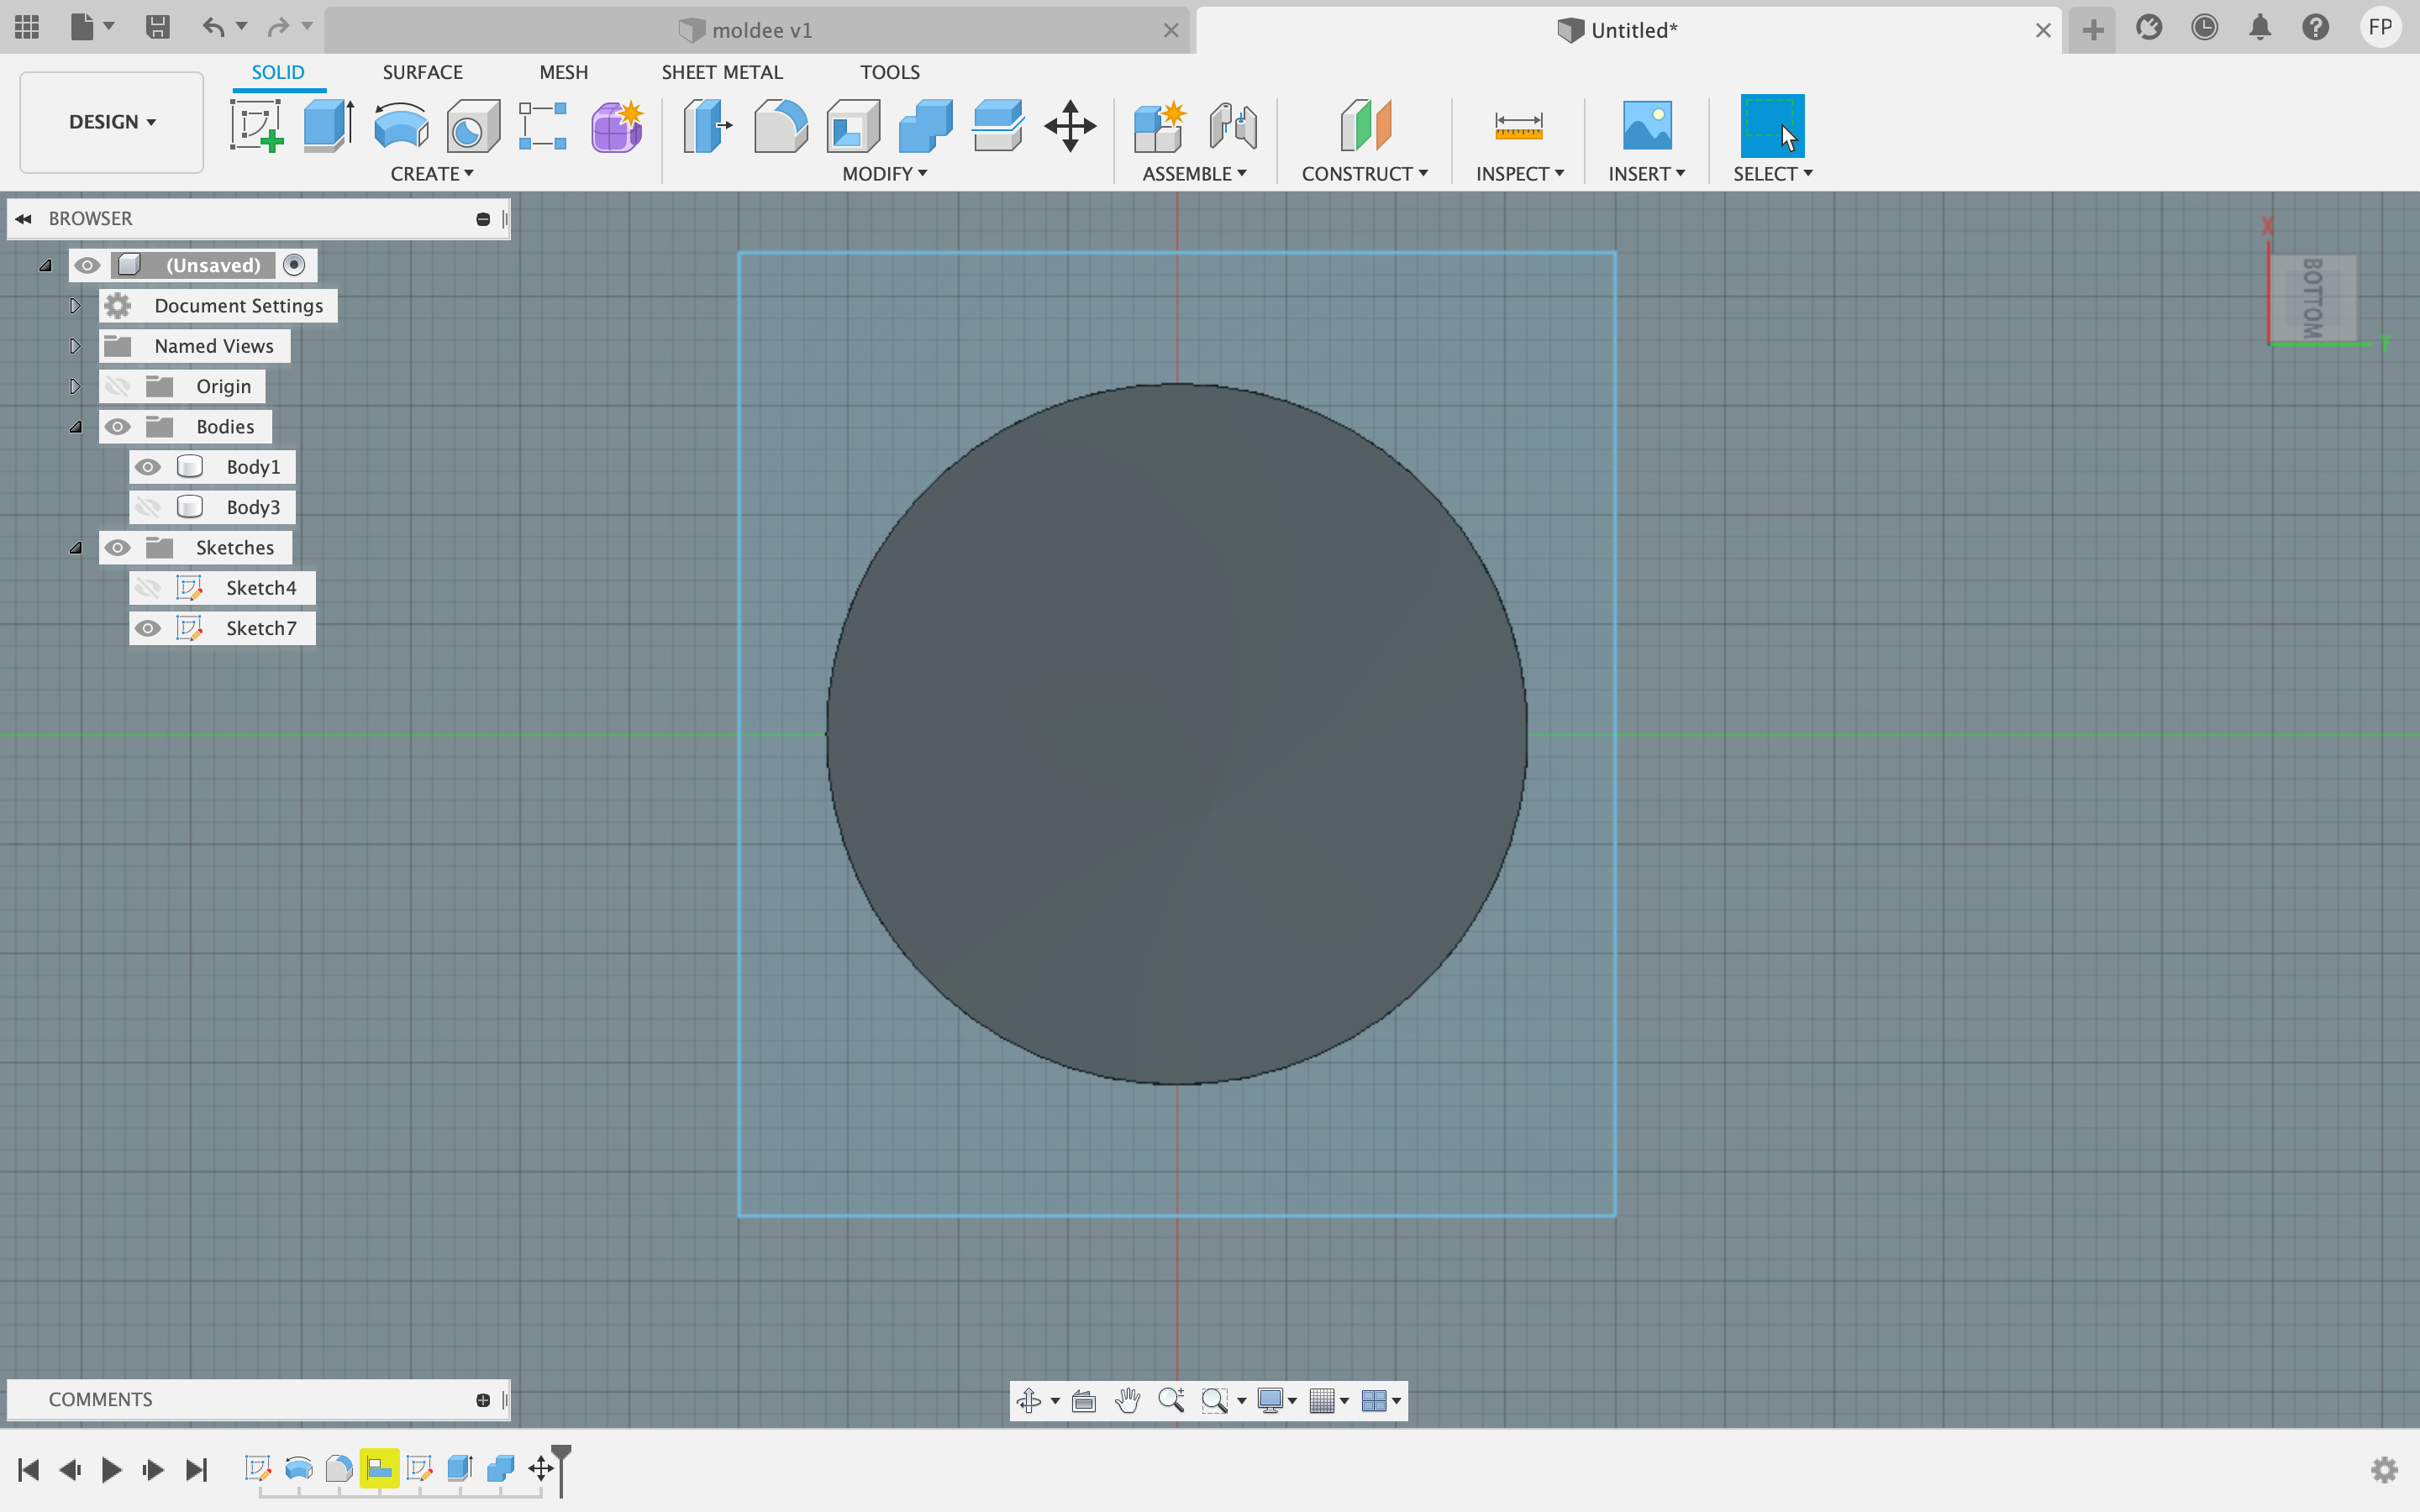 moldee v1
Untitled*
FP
DESIGN
SOLID
SURFACE
MESH
SHEET METAL
TOOLS
CREATE
MODIFY
ASSEMBLE
CONSTRUCT
INSPECT
INSERT
SELECT
BROWSER
(Unsaved)
Document Settings
Named Views
Origin
Bodies
Body1
Body3
Sketches
Sketch4
Sketch7
X
BOTTOM
Y
COMMENTS